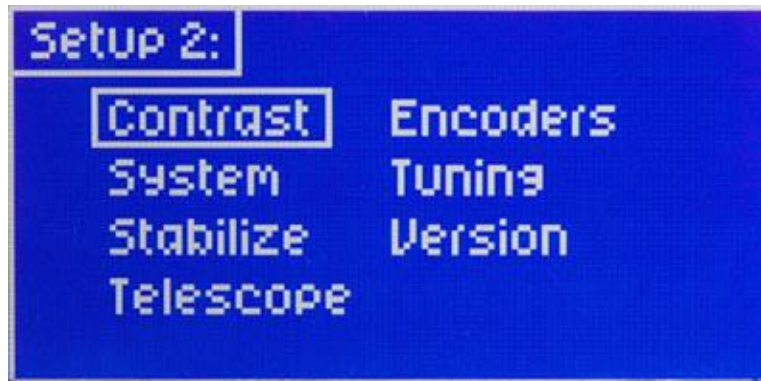 Setup 2:
Contrast Encoders
System Tuning
Stabilize Version
Telescope